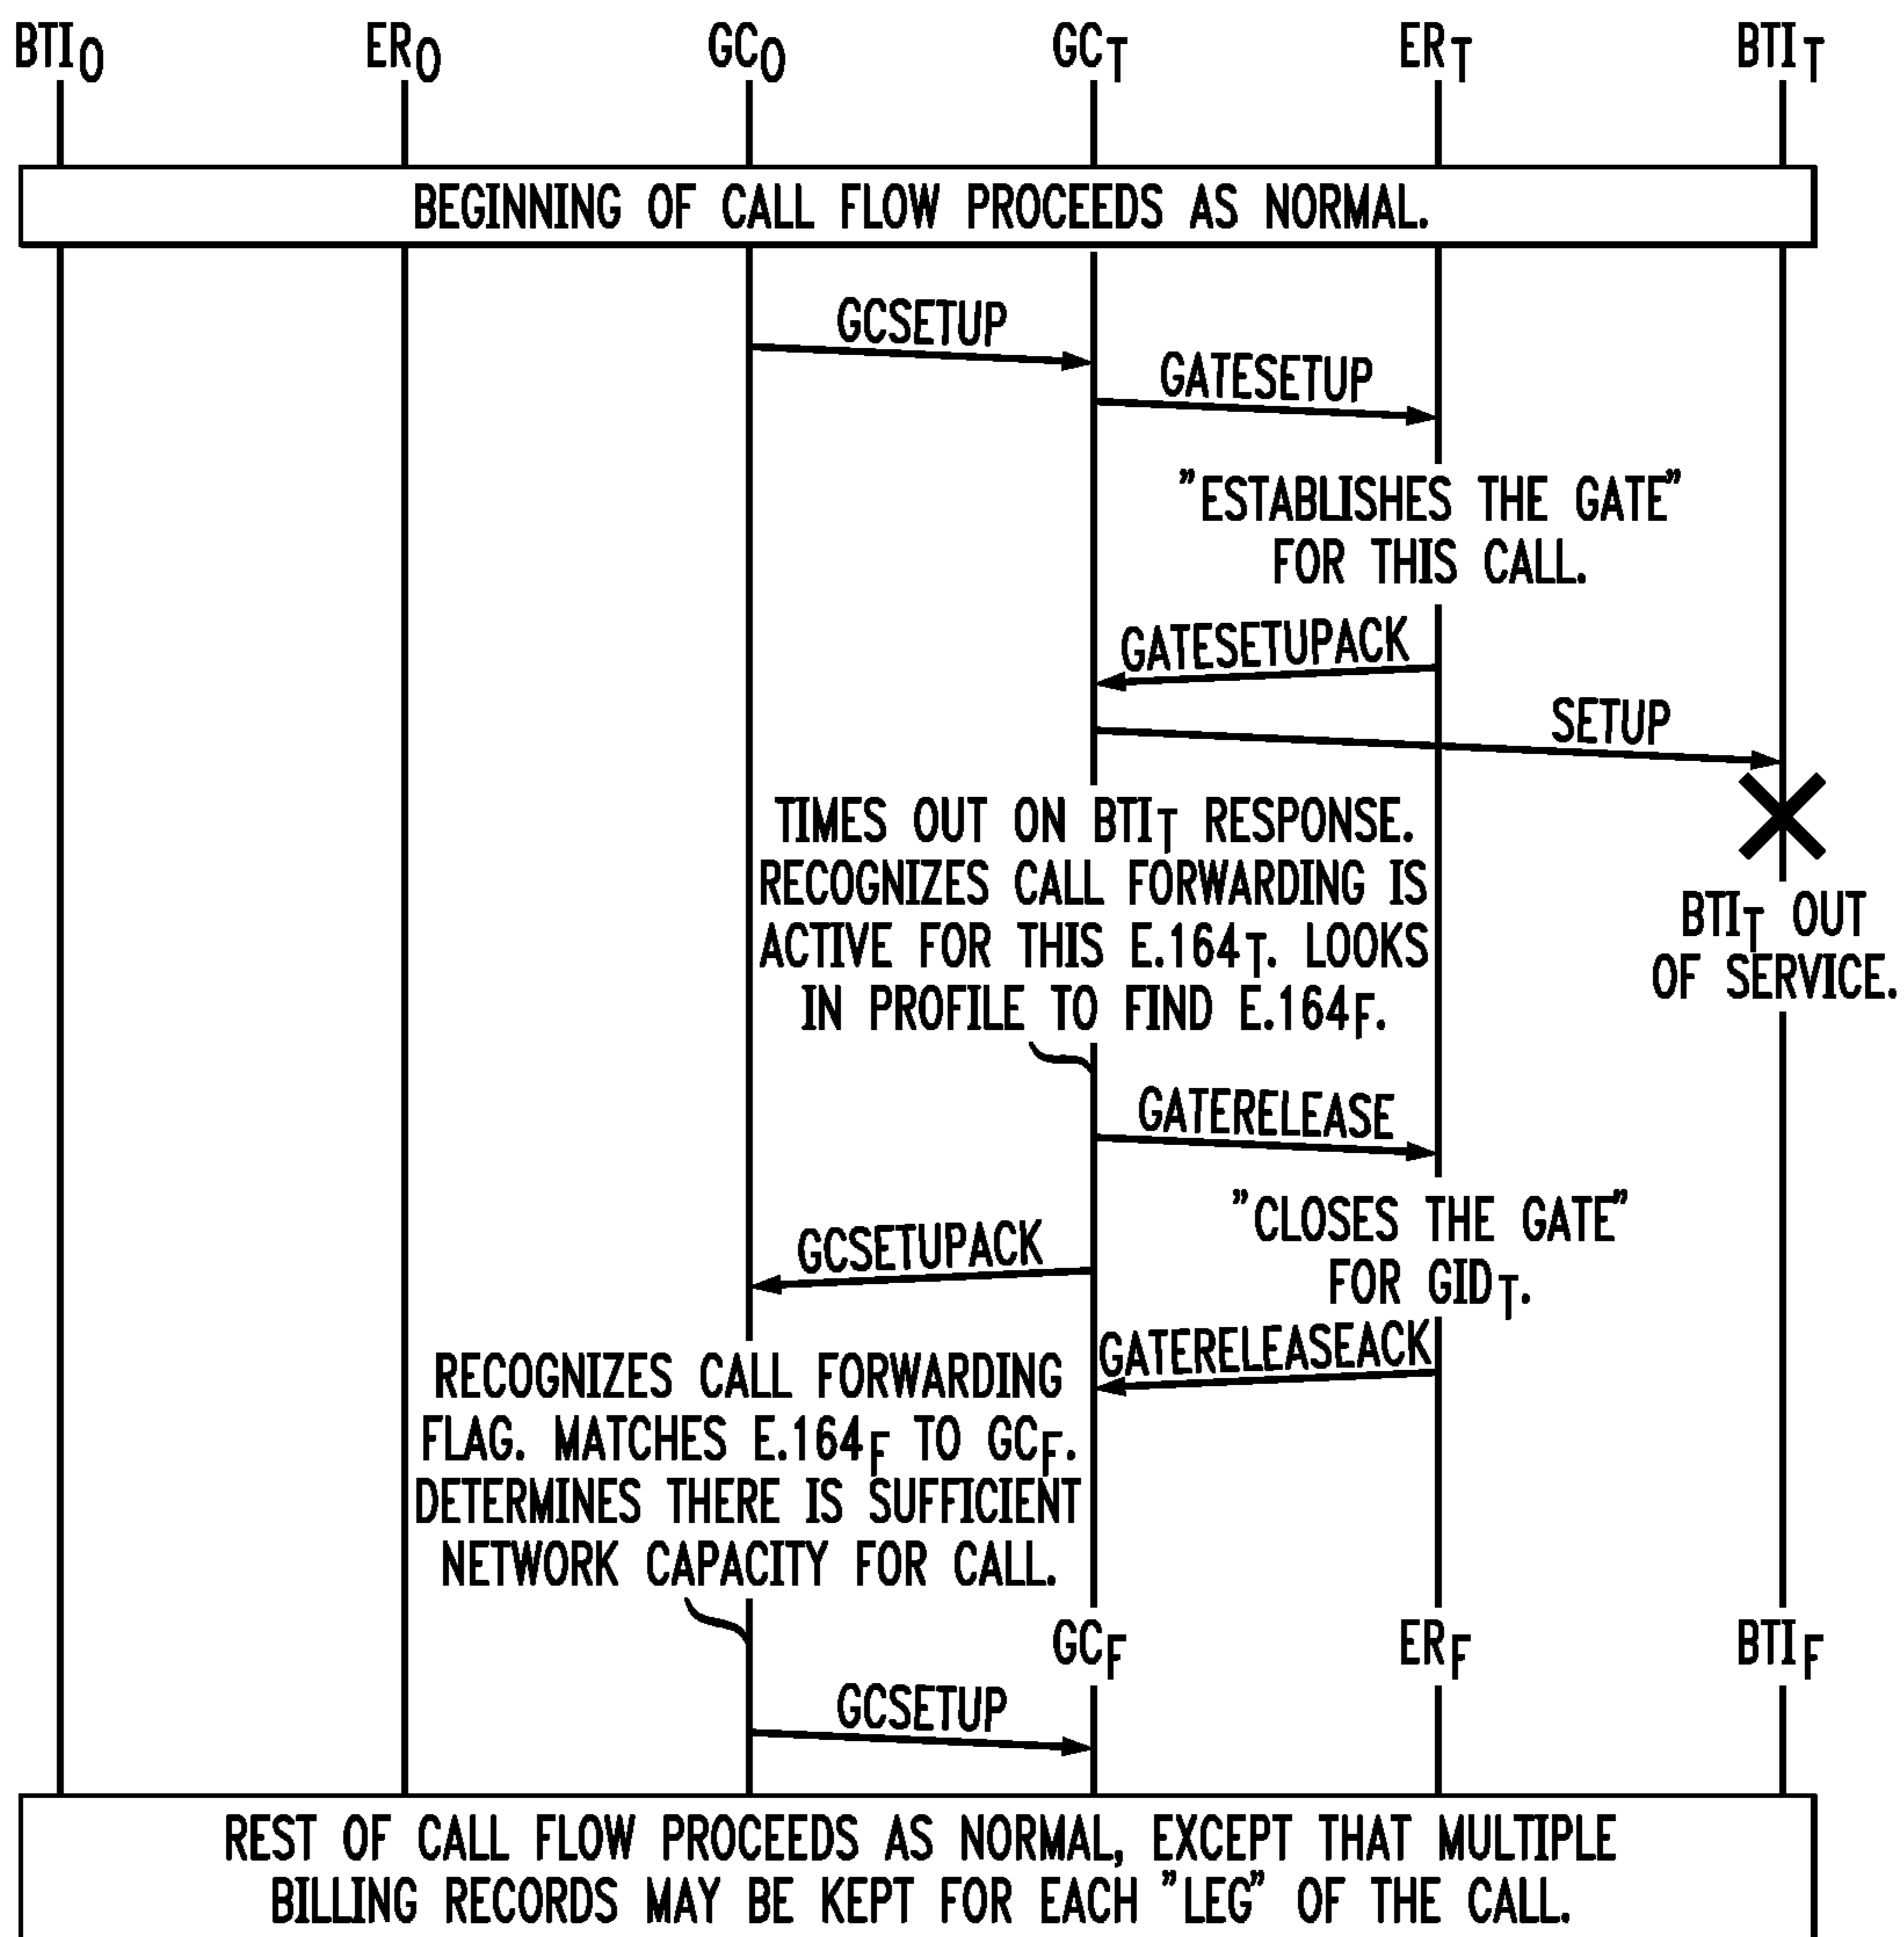 BTIO ERO GCO GCT ERT BTIT
BEGINNING OF CALL FLOW PROCEEDS AS NORMAL.
GCSETUP
GATESETUP
"ESTABLISHES THE GATE"
FOR THIS CALL.
GATESETUPACK
SETUP
TIMES OUT ON BTIT RESPONSE.
RECOGNIZES CALL FORWARDING IS
ACTIVE FOR THIS E.164T. LOOKS
IN PROFILE TO FIND E.164F.
BTIT OUT
OF SERVICE.
GATERELEASE
"CLOSES THE GATE"
FOR GIDT.
GCSETUPACK
GATERELEASEACK
RECOGNIZES CALL FORWARDING
FLAG. MATCHES E.164F TO GCF.
DETERMINES THERE IS SUFFICIENT
NETWORK CAPACITY FOR CALL.
GCF ERF BTIF
GCSETUP
REST OF CALL FLOW PROCEEDS AS NORMAL, EXCEPT THAT MULTIPLE
BILLING RECORDS MAY BE KEPT FOR EACH "LEG" OF THE CALL.